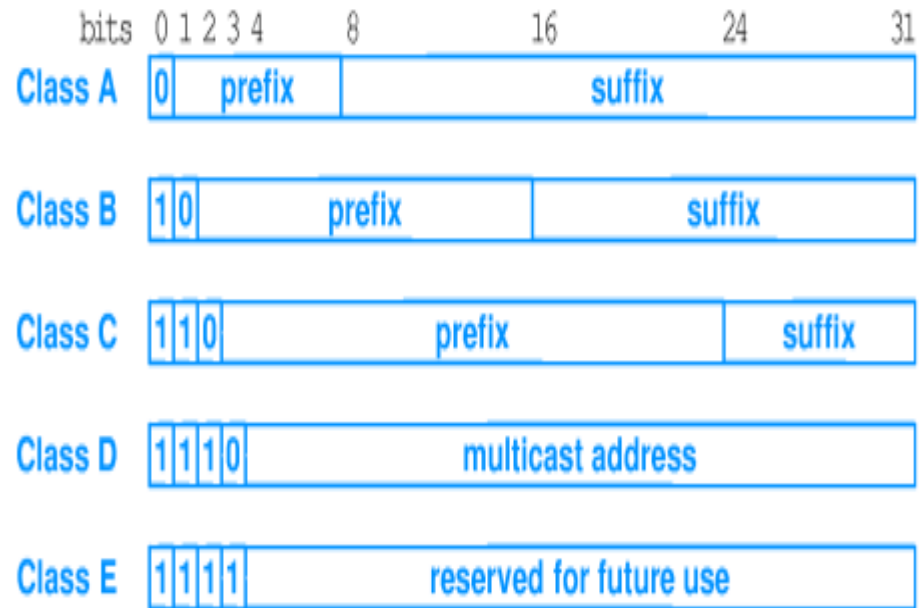 bits 0 1 2 3 4 8 16 24 31
Class A 0 prefix suffix
Class B 1 0 prefix suffix
Class C 1 1 0 prefix suffix
Class D 1 1 1 0 multicast address
Class E 1 1 1 1 reserved for future use